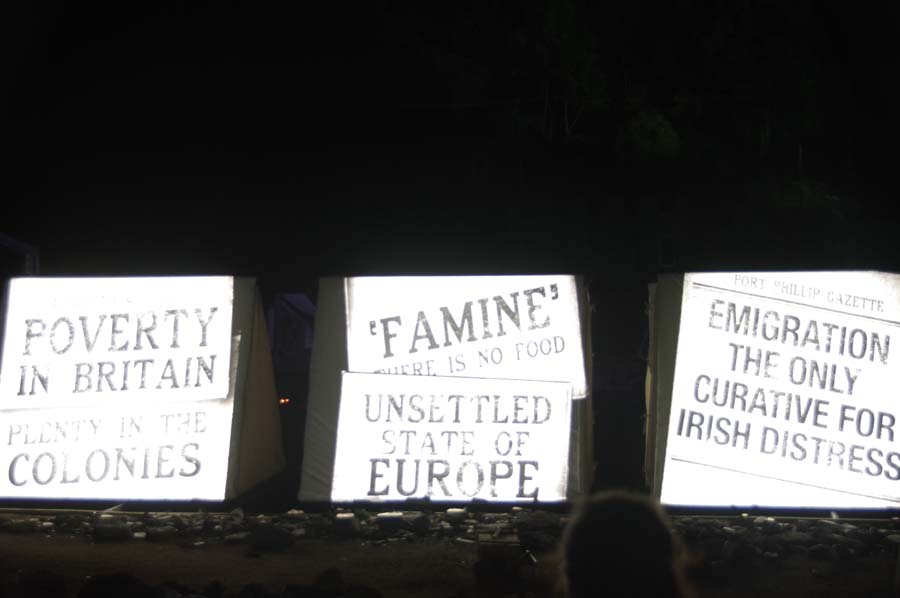 POVERTY
IN BRITAIN
PLENTY IN THE
COLONIES
'FAMINE'
THERE IS NO FOOD
UNSETTLED
STATE OF
EUROPE
PORT PHILLIP GAZETTE
EMIGRATION
THE ONLY
CURATIVE FOR
IRISH DISTRESS